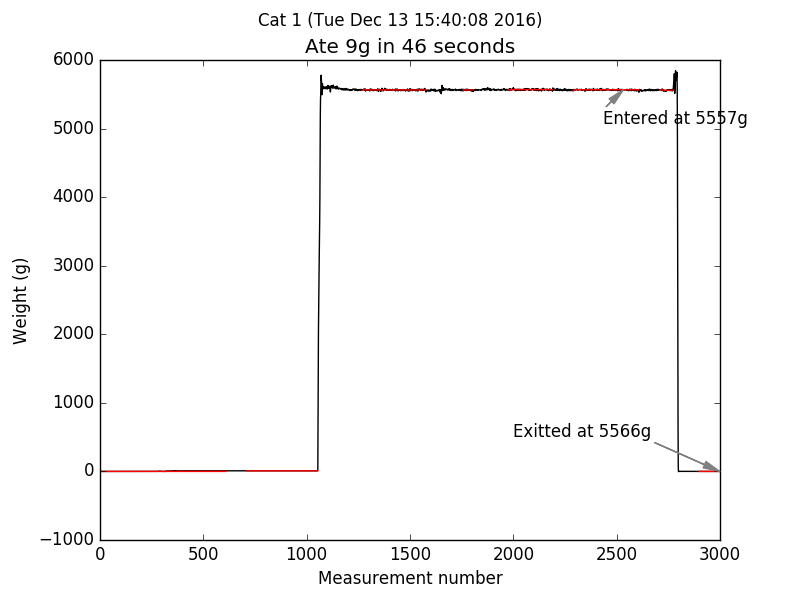 Cat 1 (Tue Dec 13 15:40:08 2016)
Ate 9g in 46 seconds
6000
5000
4000
3000
2000
1000
0
−1000
Weight (g)
Entered at 5557g
Exitted at 5566g
0
500
1000
1500
2000
2500
3000
Measurement number